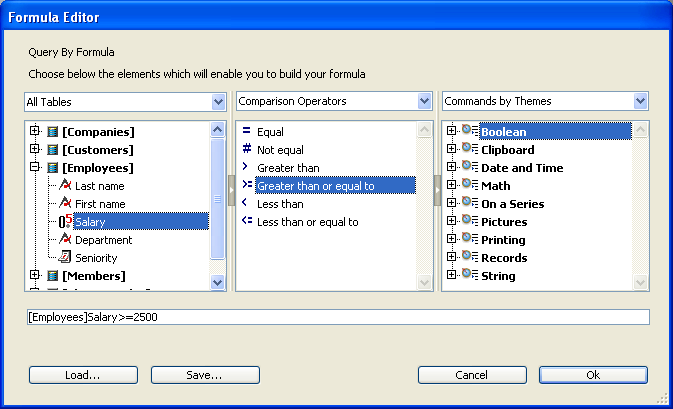 Formula Editor
Query By Formula
Choose below the elements which will enable you to build your formula
All Tables
Comparison Operators
Commands by Themes
[Companies]
[Customers]
[Employees]
Last name
First name
Salary
Department
Seniority
[Members]
= Equal
# Not equal
> Greater than
>= Greater than or equal to
< Less than
<= Less than or equal to
Boolean
Clipboard
Date and Time
Math
On a Series
Pictures
Printing
Records
String
[Employees]Salary>=2500
Load...
Save...
Cancel
Ok